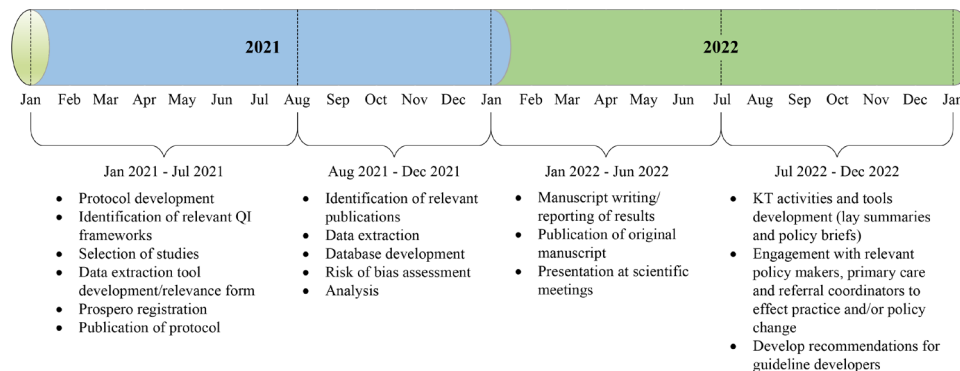 2021
2022
Jan Feb Mar Apr May Jun Jul Aug Sep Oct Nov Dec Jan Feb Mar Apr May Jun Jul Aug Sep Oct Nov Dec Jan
Jan 2021 - Jul 2021
• Protocol development
• Identification of relevant QI
frameworks
• Selection of studies
• Data extraction tool
development/relevance form
• Prospero registration
• Publication of protocol
Aug 2021 - Dec 2021
• Identification of relevant
publications
• Data extraction
• Database development
• Risk of bias assessment
• Analysis
Jan 2022 - Jun 2022
• Manuscript writing/
reporting of results
• Publication of original
manuscript
• Presentation at scientific
meetings
Jul 2022 - Dec 2022
• KT activities and tools
development (lay summaries
and policy briefs)
• Engagement with relevant
policy makers, primary care
and referral coordinators to
effect practice and/or policy
change
• Develop recommendations for
guideline developers